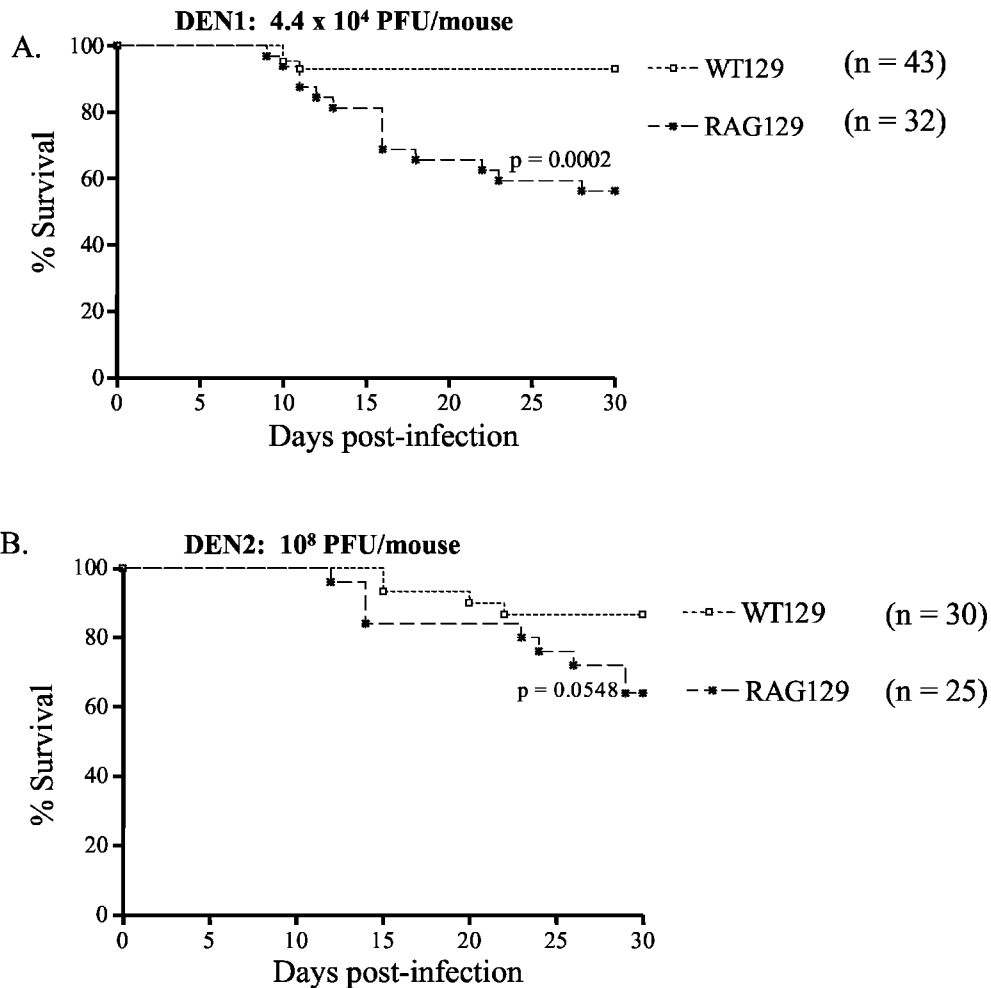 DEN1: 4.4 x 10⁴ PFU/mouse
A.
100
80
60
40
20
0
% Survival
0 5 10 15 20 25 30
Days post-infection
WT129 (n = 43)
RAG129 (n = 32)
p = 0.0002
B.
DEN2: 10⁸ PFU/mouse
100
80
60
40
20
0
% Survival
0 5 10 15 20 25 30
Days post-infection
WT129 (n = 30)
RAG129 (n = 25)
p = 0.0548